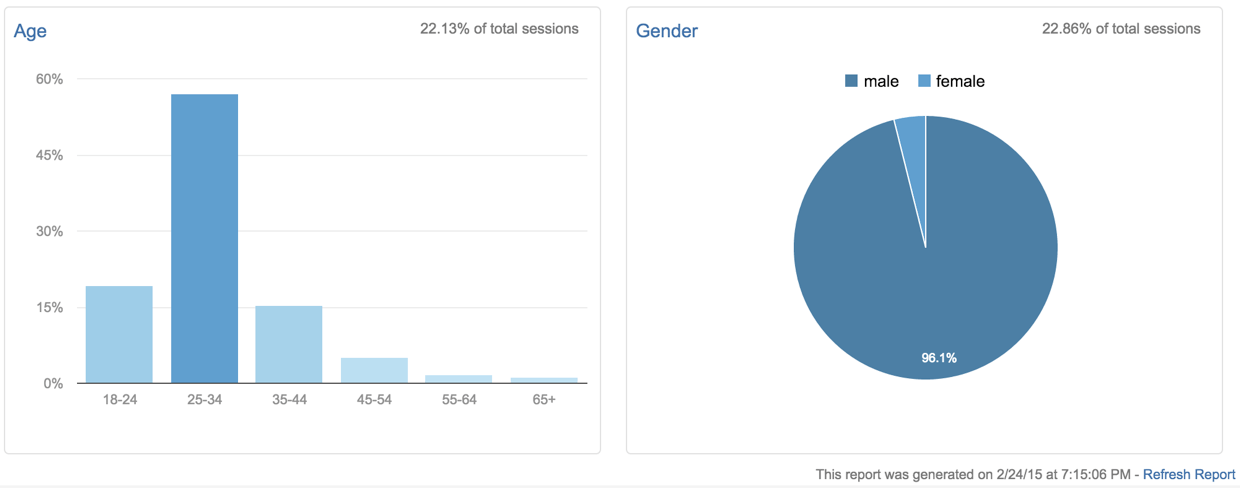 Age
22.13% of total sessions
60%
45%
30%
15%
0%
18-24 25-34 35-44 45-54 55-64 65+
Gender
22.86% of total sessions
male female
96.1%
This report was generated on 2/24/15 at 7:15:06 PM - Refresh Report